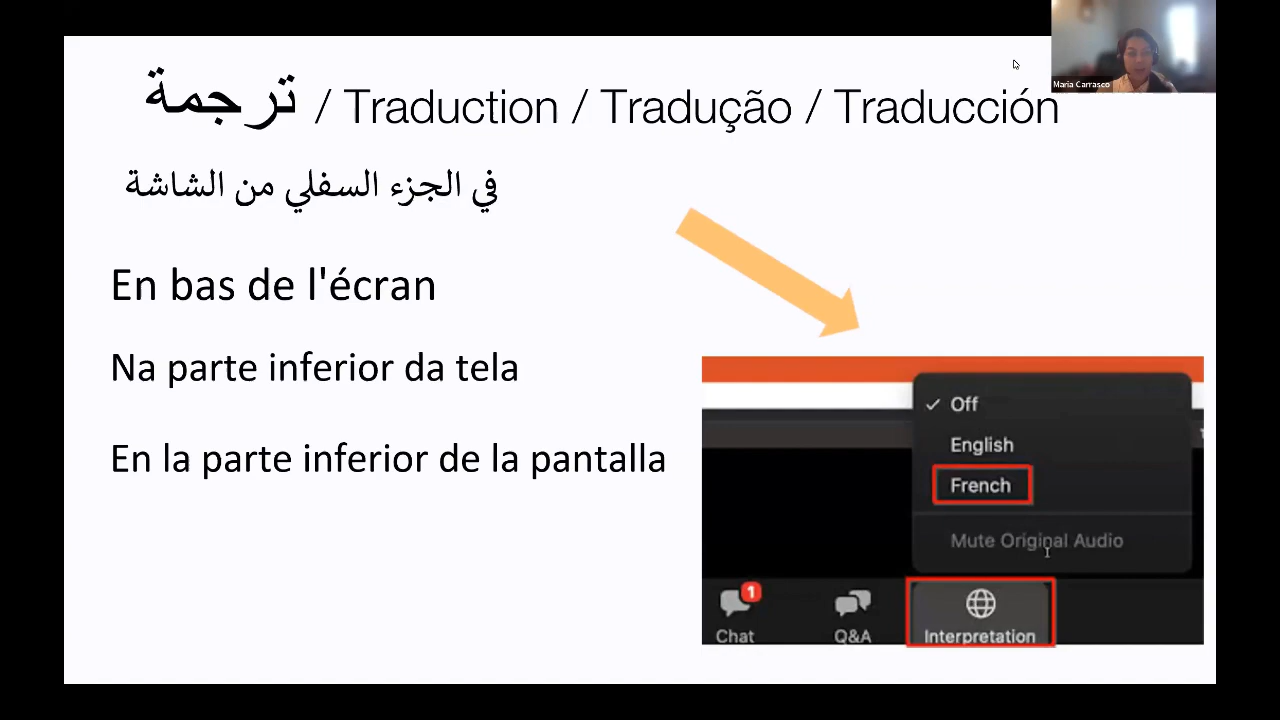 Maria Carrasco
ترجمة / Traduction / Tradução / Traducción
في الجزء السفلي من الشاشة
En bas de l'écran
Na parte inferior da tela
En la parte inferior de la pantalla
✓ Off
English
French
Mute Original Audio
1
Chat
Q&A
Interpretation